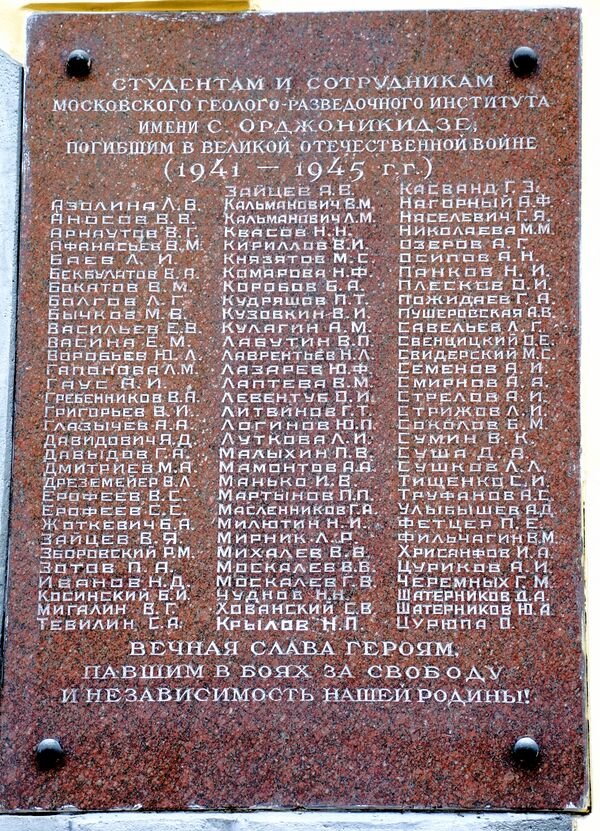 СТУДЕНТАМ И СОТРУДНИКАМ
МОСКОВСКОГО ГЕОЛОГО-РАЗВЕДОЧНОГО ИНСТИТУТА
ИМЕНИ С. ОРДЖОНИКИДЗЕ,
ПОГИБШИМ В ВЕЛИКОЙ ОТЕЧЕСТВЕННОЙ ВОЙНЕ
(1941 — 1945 г.г.)
АЗОЛИНА Л.В.
АНОСОВ В.В.
АРНАУТОВ В.Г.
АФАНАСЬЕВ В.М.
БАЕВ Л.И.
БЕКБУЛАТОВ В.А.
БОКАТОВ В.М.
БОЛГОВ Л.Г.
БЫЧКОВ М.В.
ВАСИЛЬЕВ Е.В.
ВАСИНА Е.М.
ВОРОБЬЕВ Ю.Л.
ГАПОНОВА Л.М.
ГАУС А.И.
ГРЕБЕННИКОВ В.А.
ГРИГОРЬЕВ В.И.
ГЛАЗЫЧЕВ А.А.
ДАВИДОВИЧ Я.Д.
ДАВЫДОВ Г.А.
ДМИТРИЕВ М.А.
ДРЕЗЕМЕЙЕР В.Л.
ЕРОФЕЕВ В.С.
ЕРОФЕЕВ С.С.
ЖОТКЕВИЧ Б.А.
ЗАЙЦЕВ В.Я.
ЗБОРОВСКИЙ Р.М.
ЗОТОВ П.А.
ИВАНОВ Н.Д.
КОСИНСКИЙ Б.И.
МИГАЛИН В.Г.
ТЕВИЛИН С.А.
ЗАЙЦЕВ А.В.
КАЛЬМАНОВИЧ В.М.
КАЛЬМАНОВИЧ Л.М.
КВАСОВ Н.Н.
КИРИЛЛОВ В.И.
КНЯЗЯТОВ М.С.
КОМАРОВА Н.Ф.
КОРОБОВ Б.А.
КУДРЯШОВ П.Т.
КУЗОВКИН В.И.
КУЛАГИН А.М.
ЛАБУТИН В.П.
ЛАВРЕНТЬЕВ Н.Л.
ЛАЗАРЕВ Ю.Ф.
ЛАПТЕВА В.М.
ЛЕВЕНТУБ О.И.
ЛИТВИНОВ Г.Т.
ЛОГИНОВ Ю.П.
ЛУТКОВА Л.И.
МАЛЫХИН П.В.
МАМОНТОВ А.А.
МАНЬКО И.В.
МАРТЫНОВ П.П.
МАСЛЕННИКОВ Г.А.
МИЛЮТИН Н.И.
МИРНИК Л.Р.
МИХАЛЕВ В.В.
МОСКАЛЕВ В.В.
МОСКАЛЕВ Г.В.
ЧУДНОВ Н.Н.
ХОВАНСКИЙ С.В.
КРЫЛОВ Н.П.
КАСВАНД Г.Э.
НАГОРНЫЙ А.Ф.
НАСЕЛЕВИЧ Г.Я.
НИКОЛАЕВА М.М.
ОЗЕРОВ А.Г.
ОСИПОВ А.Н.
ПАНКОВ Н.И.
ПЛЕСКОВ О.И.
ПОЖИДАЕВ Г.А.
ПУШЕРОВСКАЯ А.В.
САВЕЛЬЕВ Л.Г.
СВЕНЦИЦКИЙ О.Е.
СВИДЕРСКИЙ М.С.
СЕМЕНОВ А.И.
СМИРНОВ А.А.
СТРЕЛОВ А.И.
СТРИЖОВ Л.И.
СОКОЛОВ Б.М.
СУМИН В.К.
СУША Д.А.
СУШКОВ Л.Л.
ТИЩЕНКО С.И.
ТРУФАНОВ А.С.
УЛЫБЫШЕВ А.Д.
ФЕТЦЕР П.Е.
ФИЛЬЧАГИН В.М.
ХРИСАНФОВ И.А.
ЦУРИКОВ А.И.
ЧЕРЕМНЫХ Г.М.
ШАТЕРНИКОВ Д.А.
ШАТЕРНИКОВ Ю.А.
ЦУРЮПА О.
ВЕЧНАЯ СЛАВА ГЕРОЯМ,
ПАВШИМ В БОЯХ ЗА СВОБОДУ
И НЕЗАВИСИМОСТЬ НАШЕЙ РОДИНЫ!